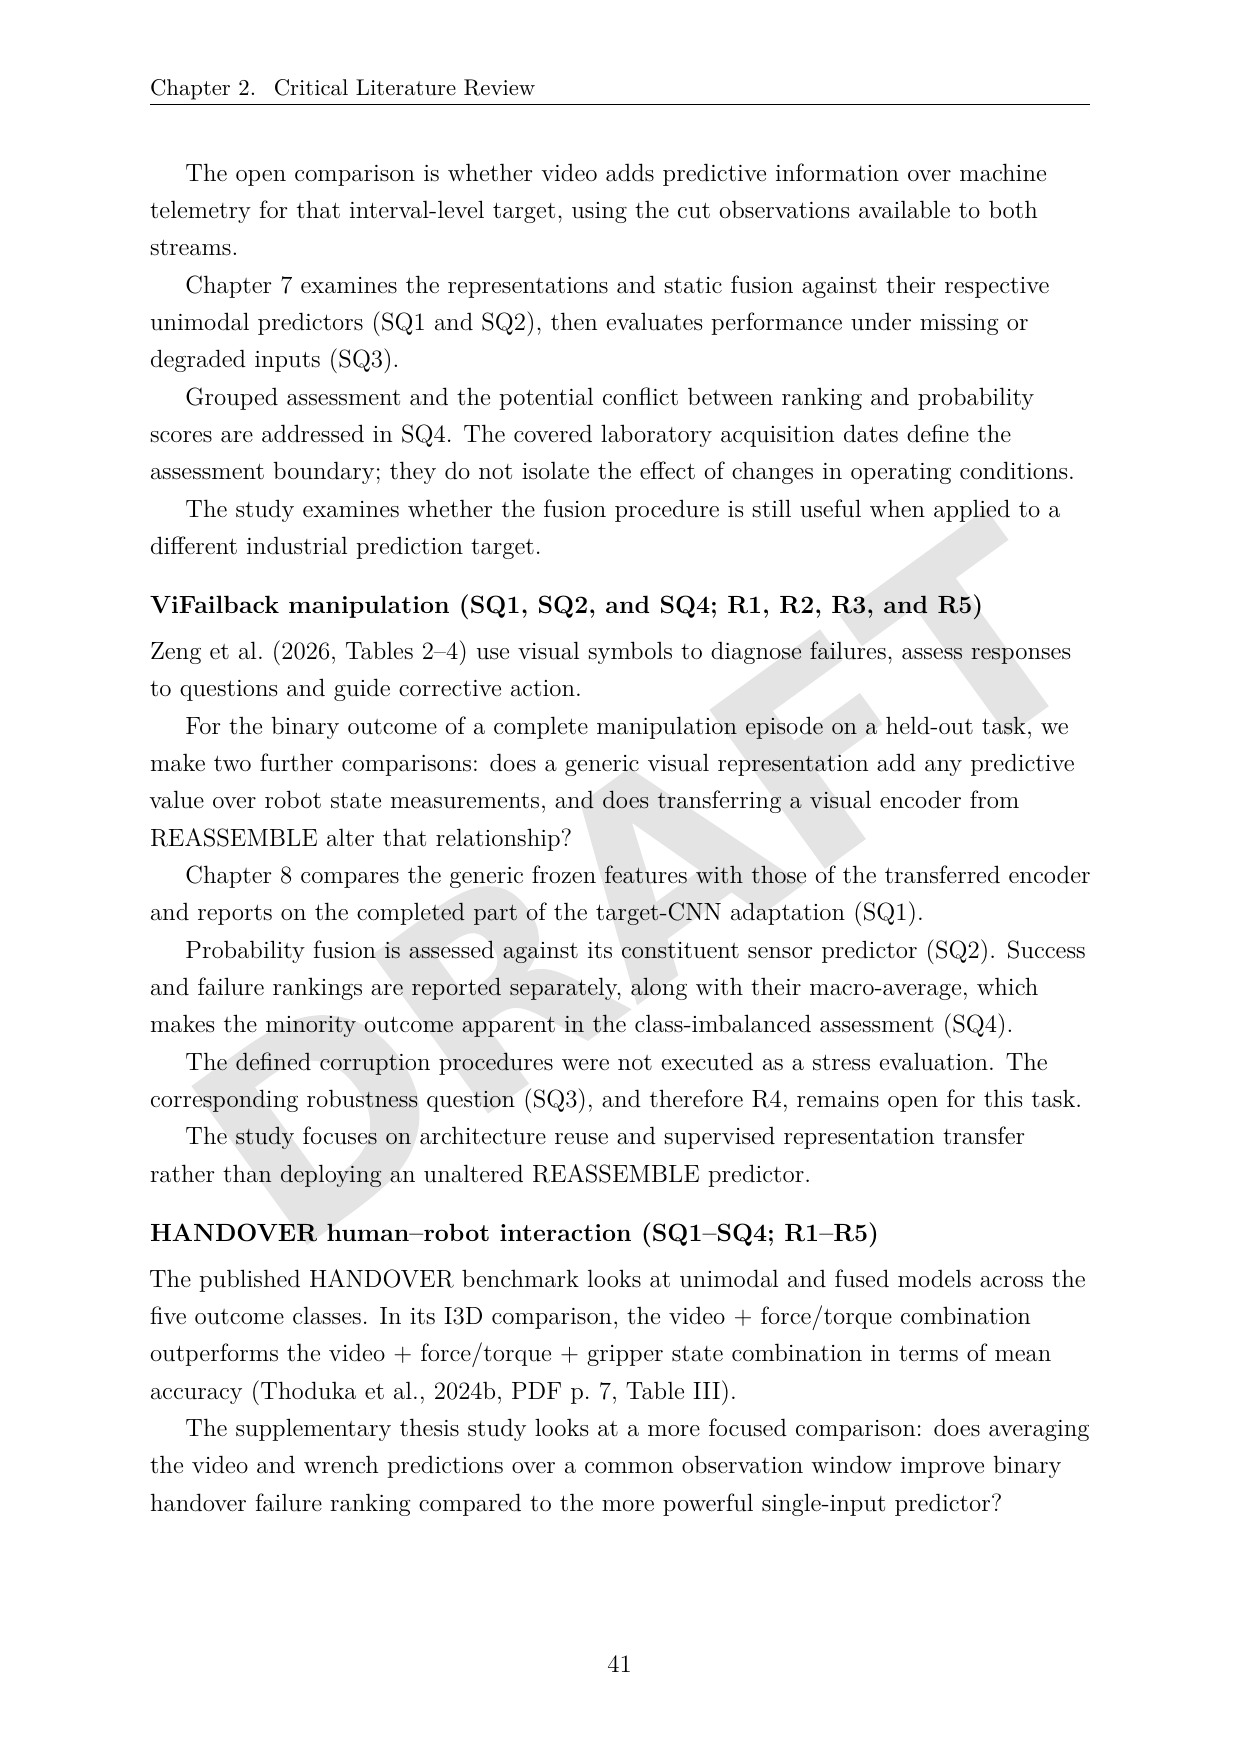 Chapter 2. Critical Literature Review
The open comparison is whether video adds predictive information over machine
telemetry for that interval-level target, using the cut observations available to both
streams.
Chapter 7 examines the representations and static fusion against their respective
unimodal predictors (SQ1 and SQ2), then evaluates performance under missing or
degraded inputs (SQ3).
Grouped assessment and the potential conflict between ranking and probability
scores are addressed in SQ4. The covered laboratory acquisition dates define the
assessment boundary; they do not isolate the effect of changes in operating conditions.
The study examines whether the fusion procedure is still useful when applied to a
different industrial prediction target.
ViFailback manipulation (SQ1, SQ2, and SQ4; R1, R2, R3, and R5)
Zeng et al. (2026, Tables 2–4) use visual symbols to diagnose failures, assess responses
to questions and guide corrective action.
For the binary outcome of a complete manipulation episode on a held-out task, we
make two further comparisons: does a generic visual representation add any predictive
value over robot state measurements, and does transferring a visual encoder from
REASSEMBLE alter that relationship?
Chapter 8 compares the generic frozen features with those of the transferred encoder
and reports on the completed part of the target-CNN adaptation (SQ1).
Probability fusion is assessed against its constituent sensor predictor (SQ2). Success
and failure rankings are reported separately, along with their macro-average, which
makes the minority outcome apparent in the class-imbalanced assessment (SQ4).
The defined corruption procedures were not executed as a stress evaluation. The
corresponding robustness question (SQ3), and therefore R4, remains open for this task.
The study focuses on architecture reuse and supervised representation transfer
rather than deploying an unaltered REASSEMBLE predictor.
HANDOVER human–robot interaction (SQ1–SQ4; R1–R5)
The published HANDOVER benchmark looks at unimodal and fused models across the
five outcome classes. In its I3D comparison, the video + force/torque combination
outperforms the video + force/torque + gripper state combination in terms of mean
accuracy (Thoduka et al., 2024b, PDF p. 7, Table III).
The supplementary thesis study looks at a more focused comparison: does averaging
the video and wrench predictions over a common observation window improve binary
handover failure ranking compared to the more powerful single-input predictor?
41
DRAFT